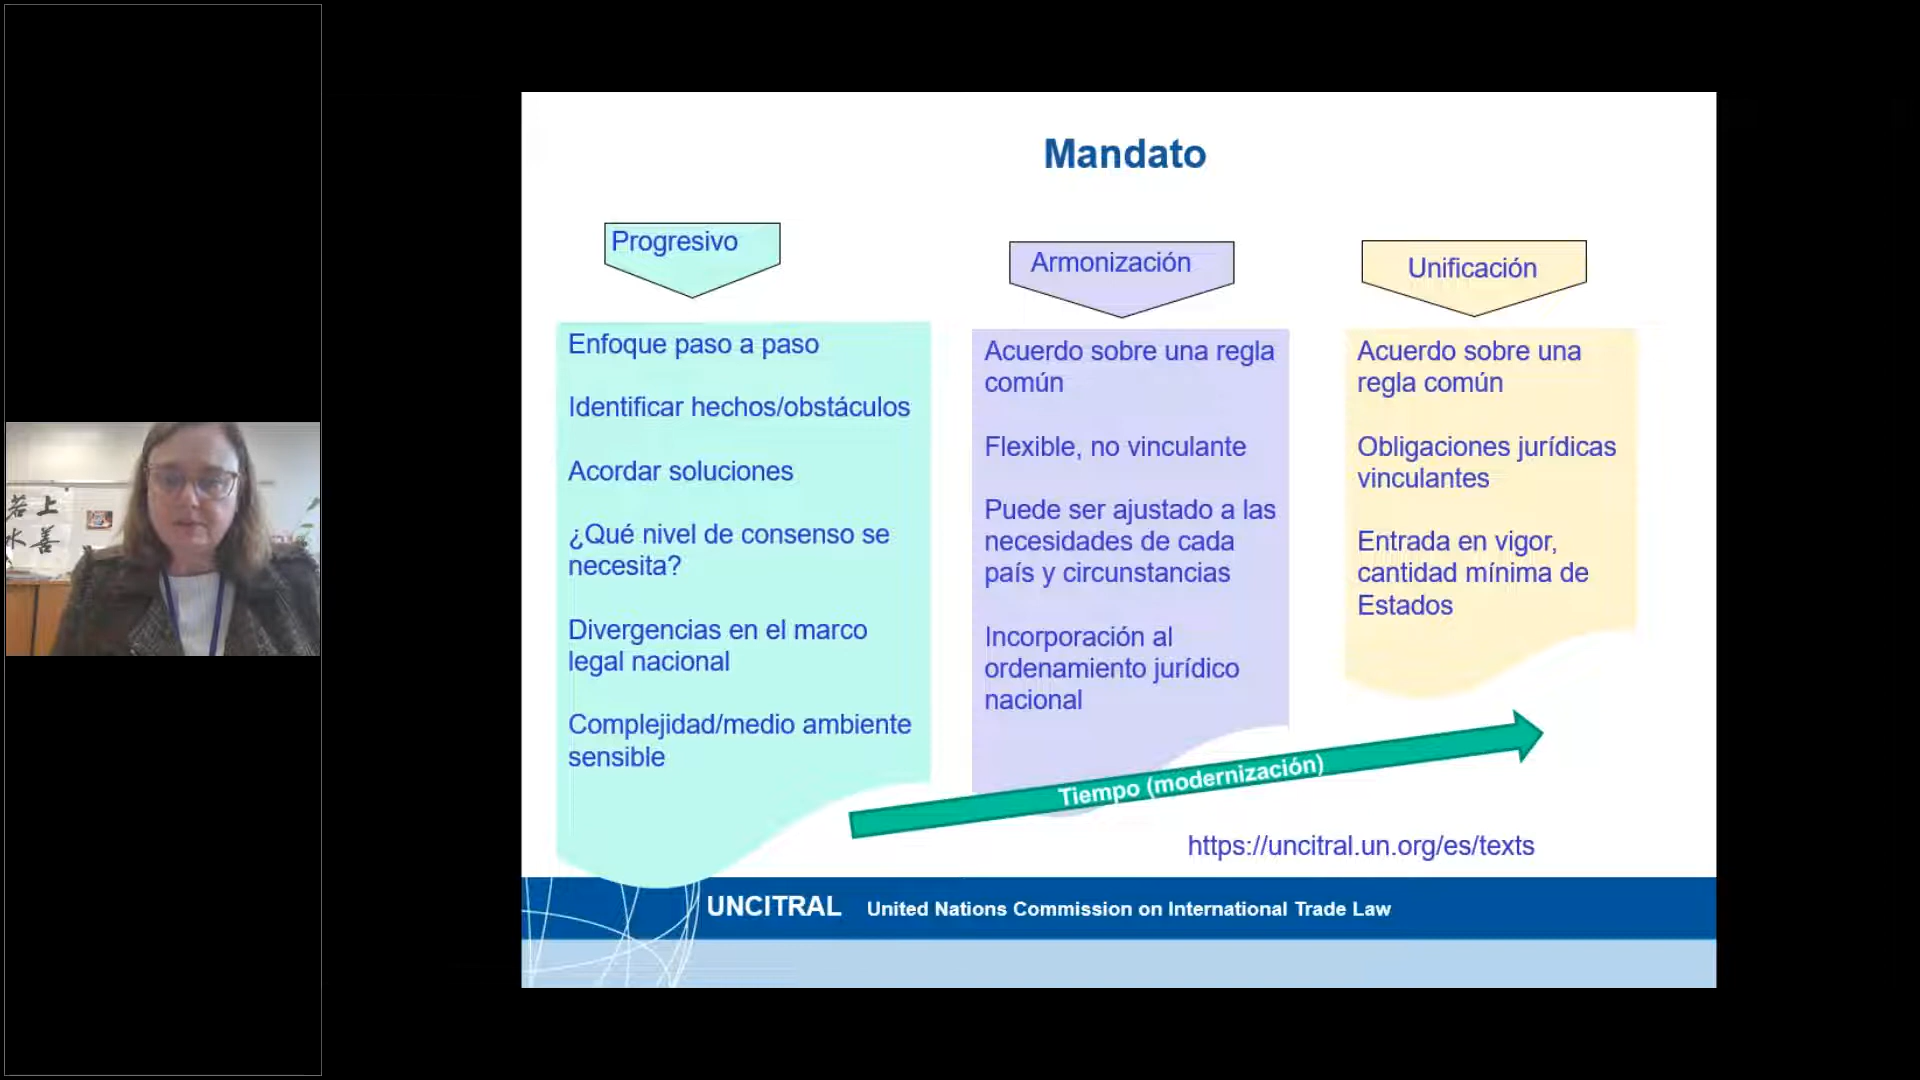 Mandato
Progresivo
Enfoque paso a paso
Identificar hechos/obstáculos
Acordar soluciones
¿Qué nivel de consenso se
necesita?
Divergencias en el marco
legal nacional
Complejidad/medio ambiente
sensible
Armonización
Acuerdo sobre una regla
común
Flexible, no vinculante
Puede ser ajustado a las
necesidades de cada
país y circunstancias
Incorporación al
ordenamiento jurídico
nacional
Unificación
Acuerdo sobre una
regla común
Obligaciones jurídicas
vinculantes
Entrada en vigor,
cantidad mínima de
Estados
Tiempo (modernización)
https://uncitral.un.org/es/texts
UNCITRAL United Nations Commission on International Trade Law
上善
若水